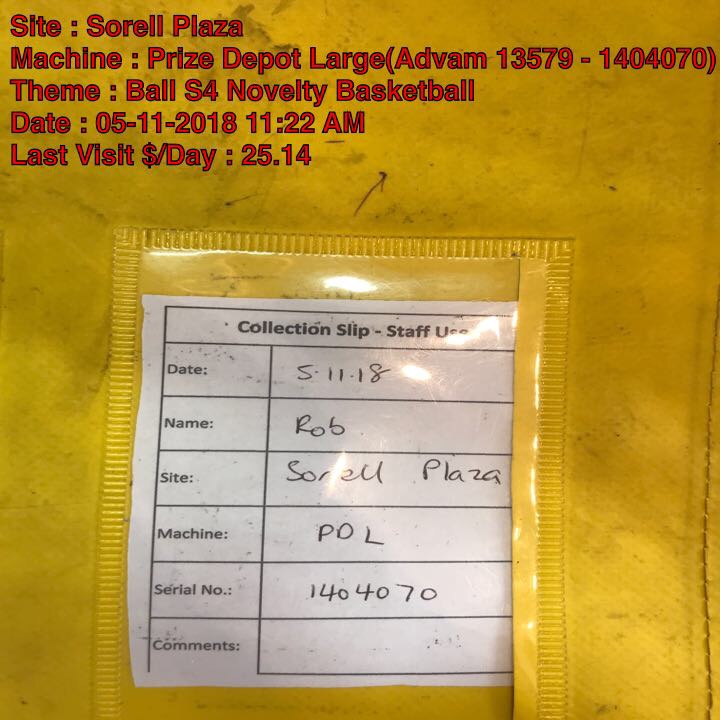 Site : Sorell Plaza
Machine : Prize Depot Large(Advam 13579 - 1404070)
Theme : Ball S4 Novelty Basketball
Date : 05-11-2018 11:22 AM
Last Visit $/Day : 25.14
Collection Slip - Staff Use
Date: 5.11.18
Name: Rob
Site: Sorell Plaza
Machine: PDL
Serial No.: 1404070
Comments: